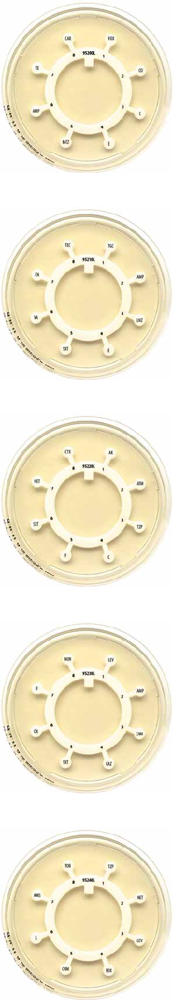 CAR FOX
95200L
8 1
TE CD
7 2
6 3
AMP C
5 4
MTZ E
TEC TGC
95210L
8 1
CN AMP
7 2
6 3
VA LNZ
5 4
SXT E
CTX AK
95220L
8 1
NET ATM
7 2
6 3
TZP
5 4
F C
NOR LEV
95230L
8 1
F AMP
7 2
6 3
CN CXM
5 4
SXT CAZ
TOB TZP
95240L
8 1
AMS NET
7 2
6 3
S LEV
5 4
CXM FOX